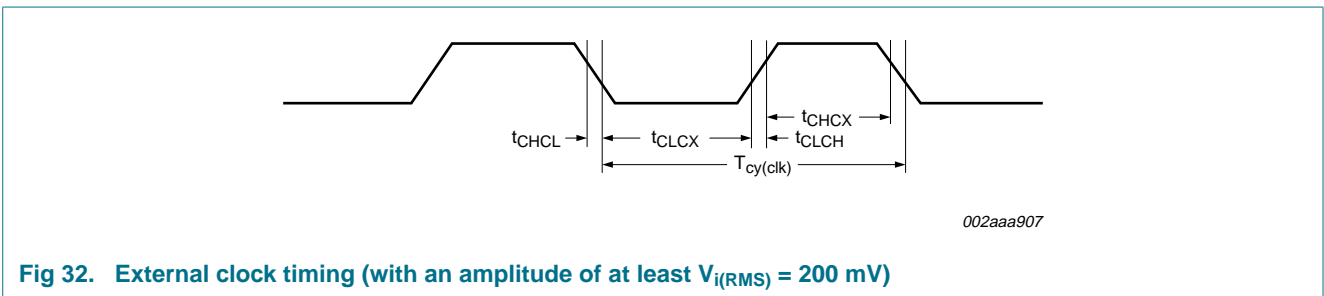 tCHCX
tCHCL tCLCX tCLCH
Tcy(clk)
002aaa907
Fig 32. External clock timing (with an amplitude of at least Vi(RMS) = 200 mV)